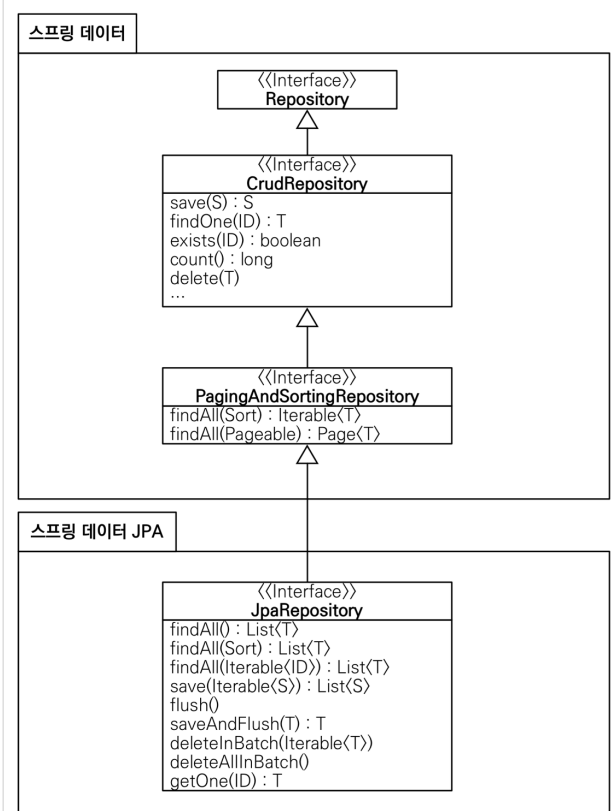 스프링 데이터
《Interface》
Repository
《Interface》
CrudRepository
save(S) : S
findOne(ID) : T
exists(ID) : boolean
count() : long
delete(T)
…
《Interface》
PagingAndSortingRepository
findAll(Sort) : Iterable〈T〉
findAll(Pageable) : Page〈T〉
스프링 데이터 JPA
《Interface》
JpaRepository
findAll() : List〈T〉
findAll(Sort) : List〈T〉
findAll(Iterable〈ID〉) : List〈T〉
save(Iterable〈S〉) : List〈S〉
flush()
saveAndFlush(T) : T
deleteInBatch(Iterable〈T〉)
deleteAllInBatch()
getOne(ID) : T